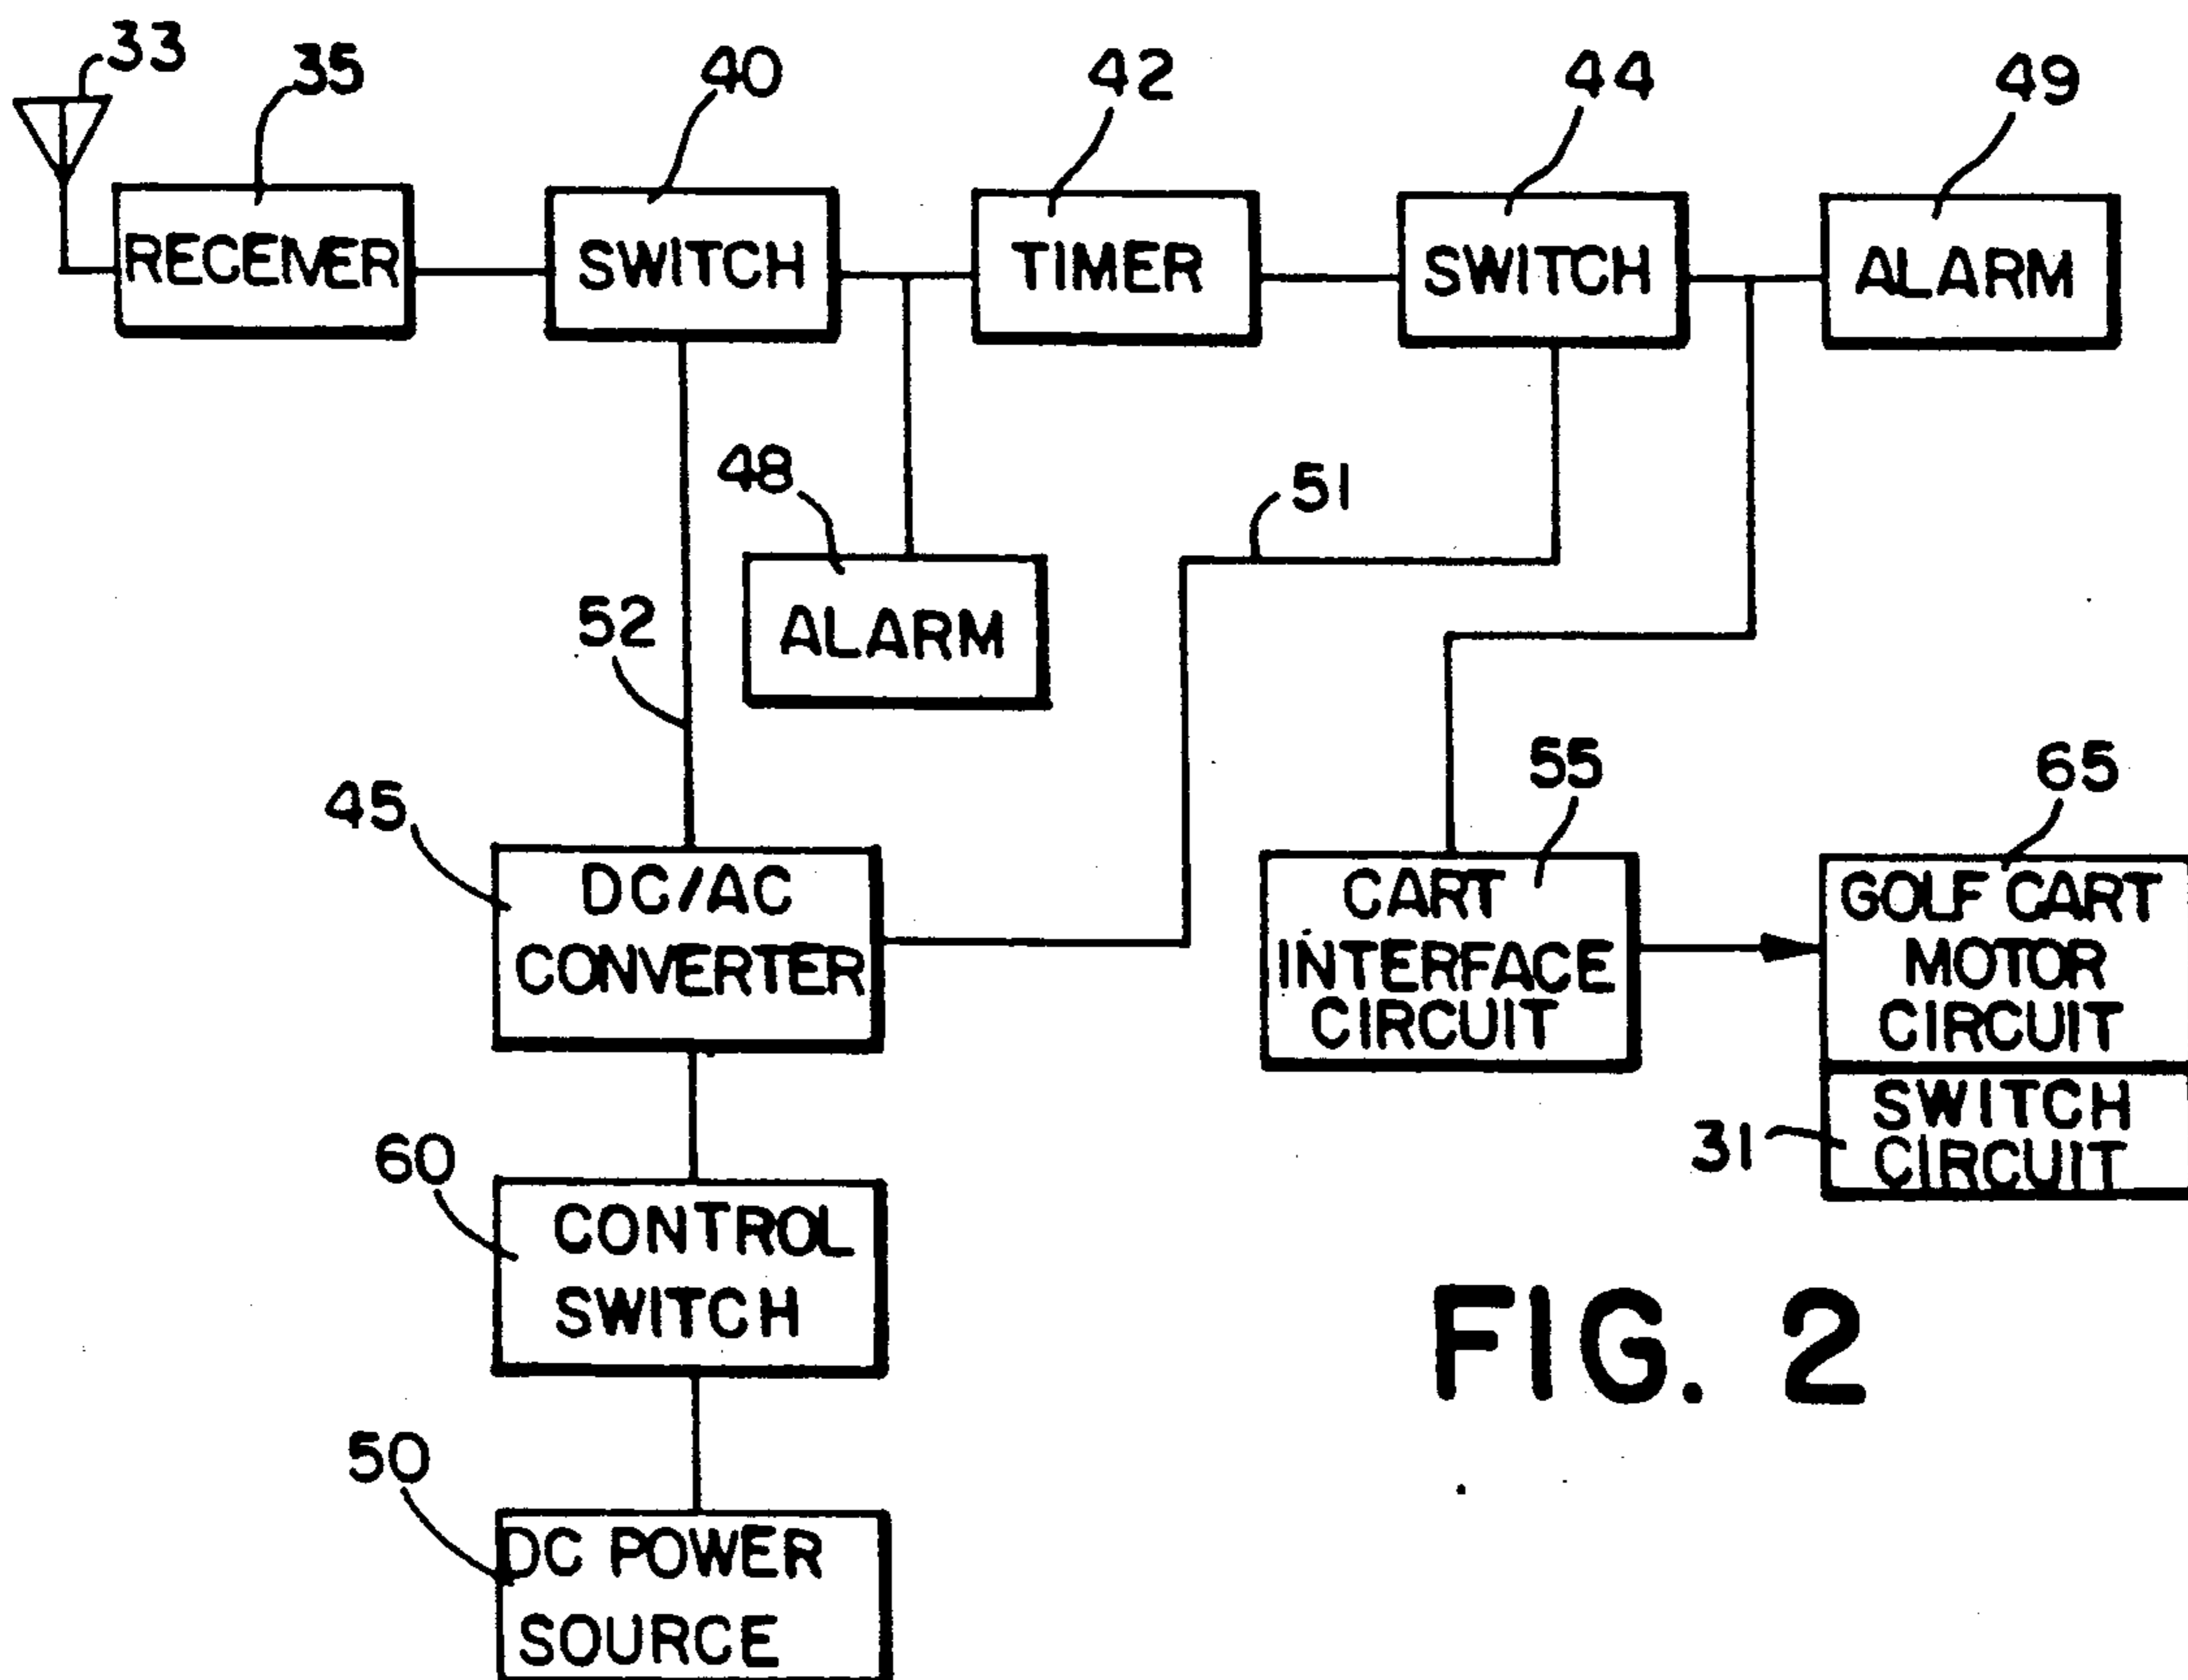 33
35
40
42
44
49
RECEIVER
SWITCH
TIMER
SWITCH
ALARM
48
51
ALARM
52
45
DC/AC
CONVERTER
55
CART
INTERFACE
CIRCUIT
65
GOLF CART
MOTOR
CIRCUIT
31
SWITCH
CIRCUIT
60
CONTROL
SWITCH
FIG. 2
50
DC POWER
SOURCE